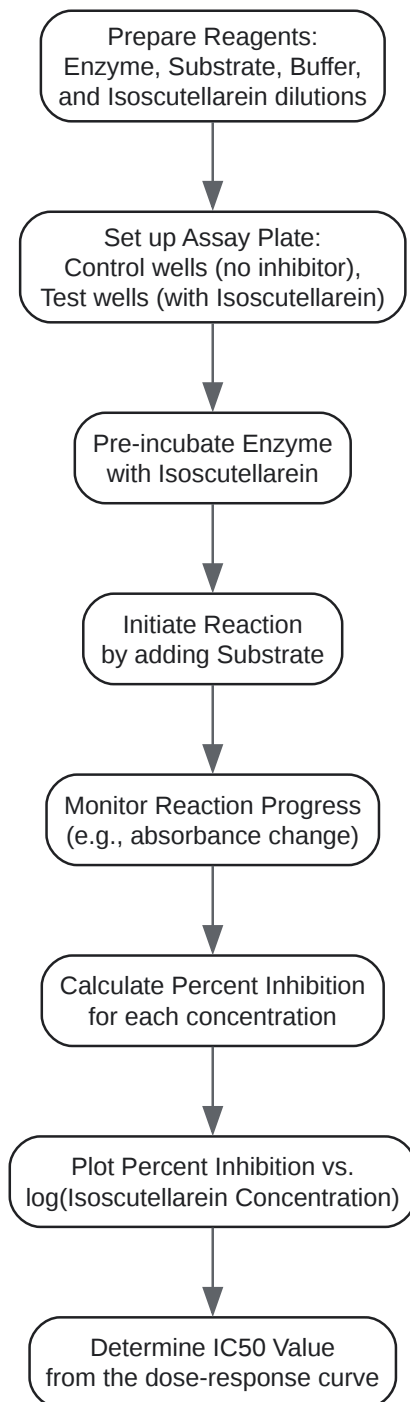 Prepare Reagents:
Enzyme, Substrate, Buffer,
and Isoscutellarein dilutions
Set up Assay Plate:
Control wells (no inhibitor),
Test wells (with Isoscutellarein)
Pre-incubate Enzyme
with Isoscutellarein
Initiate Reaction
by adding Substrate
Monitor Reaction Progress
(e.g., absorbance change)
Calculate Percent Inhibition
for each concentration
Plot Percent Inhibition vs.
log(Isoscutellarein Concentration)
Determine IC50 Value
from the dose-response curve